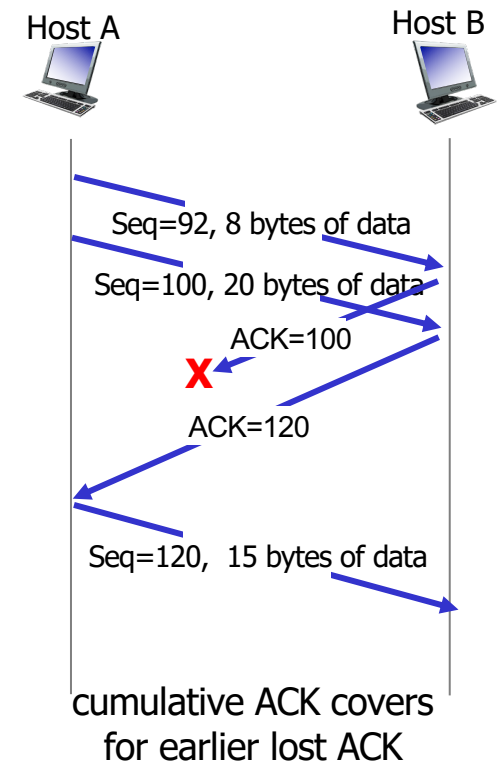 Host A
Host B
Seq=92, 8 bytes of data
Seq=100, 20 bytes of data
ACK=100
X
ACK=120
Seq=120, 15 bytes of data
cumulative ACK covers
for earlier lost ACK